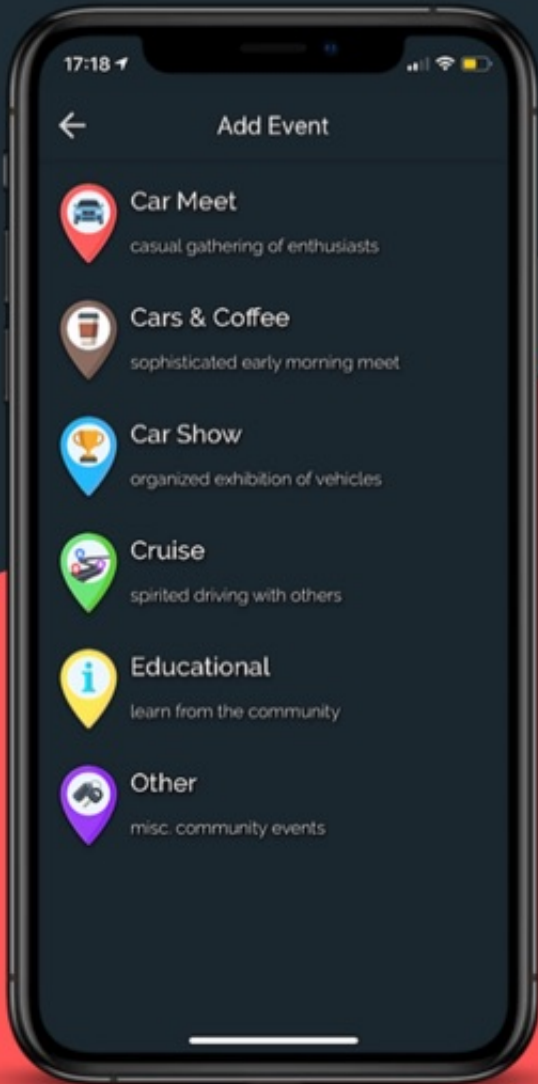 17:18
Add Event
Car Meet
casual gathering of enthusiasts
Cars & Coffee
sophisticated early morning meet
Car Show
organized exhibition of vehicles
Cruise
spirited driving with others
Educational
i
learn from the community
Other
misc. community events